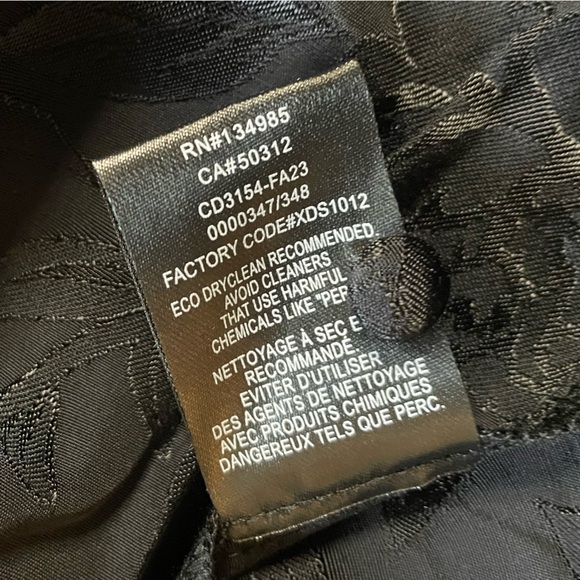 RN#134985
CA#50312
CD3154-FA23
0000347/348
FACTORY CODE#XDS1012
ECO DRYCLEAN RECOMMENDED.
AVOID CLEANERS
THAT USE HARMFUL
CHEMICALS LIKE "PER
NETTOYAGE À SEC E
RECOMMANDÉ.
EVITER D'UTILISER
DES AGENTS DE NETTOYAGE
AVEC PRODUITS CHIMIQUES
DANGEREUX TELS QUE PERC.